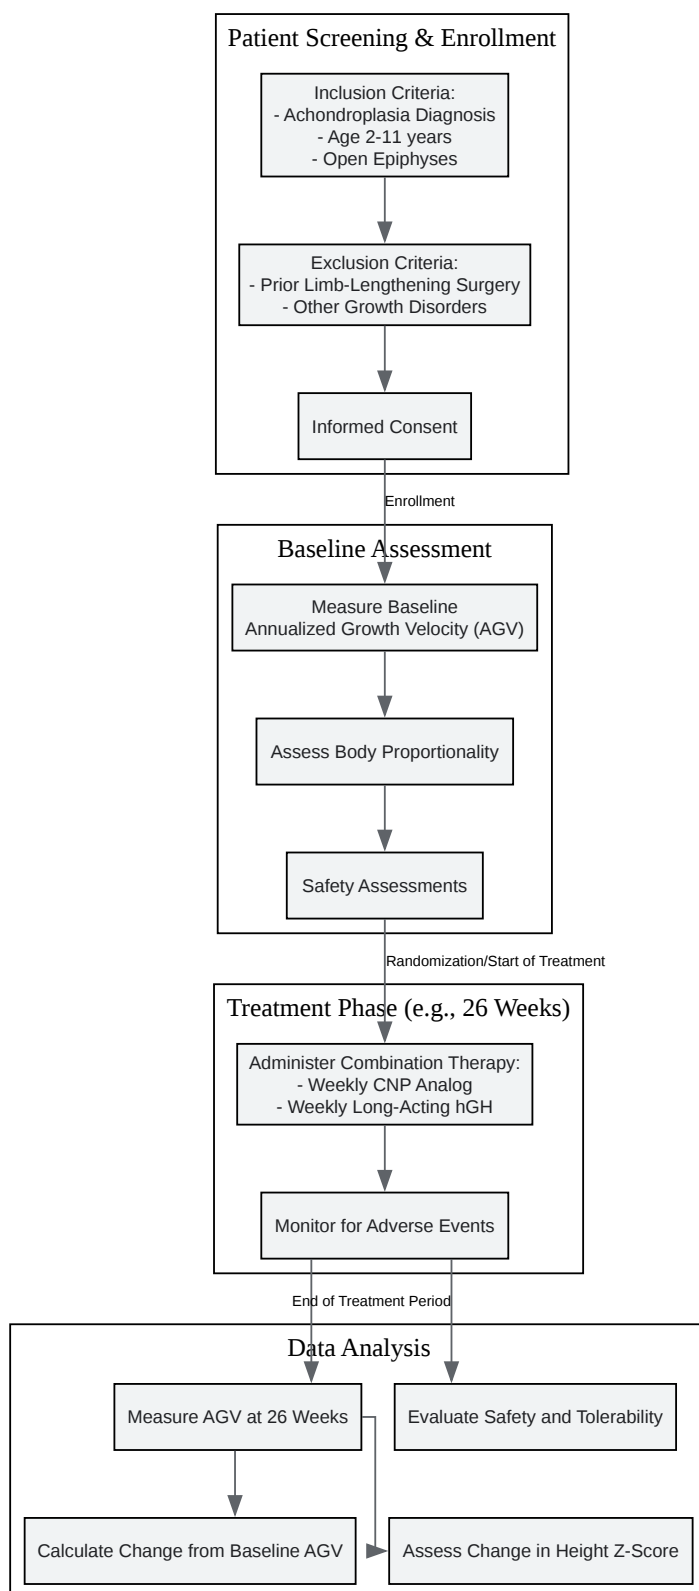 Patient Screening & Enrollment
Inclusion Criteria:
- Achondroplasia Diagnosis
- Age 2-11 years
- Open Epiphyses
Exclusion Criteria:
- Prior Limb-Lengthening Surgery
- Other Growth Disorders
Informed Consent
Enrollment
Baseline Assessment
Measure Baseline
Annualized Growth Velocity (AGV)
Assess Body Proportionality
Safety Assessments
Randomization/Start of Treatment
Treatment Phase (e.g., 26 Weeks)
Administer Combination Therapy:
- Weekly CNP Analog
- Weekly Long-Acting hGH
Monitor for Adverse Events
End of Treatment Period
Data Analysis
Measure AGV at 26 Weeks
Evaluate Safety and Tolerability
Calculate Change from Baseline AGV
Assess Change in Height Z-Score